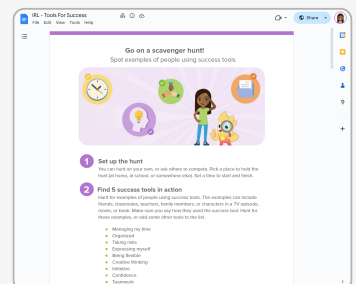 IRL - Tools For Success
File Edit View Tools Help
Share
Go on a scavenger hunt!
Spot examples of people using success tools
1 Set up the hunt
You can hunt on your own, or ask others to compete. Pick a place to hold the
hunt (at home, at school, or somewhere else). Set a time to start and finish.
2 Find 5 success tools in action
Hunt for examples of people using success tools. The examples can include
friends, classmates, teachers, family members, or characters in a TV episode,
movie, or book. Make sure you say how they used the success tool. Hunt for
these examples, or add some other tools to the list.
Managing my time
Organized
Taking risks
Expressing myself
Being flexible
Creative thinking
Initiative
Confidence
Teamwork